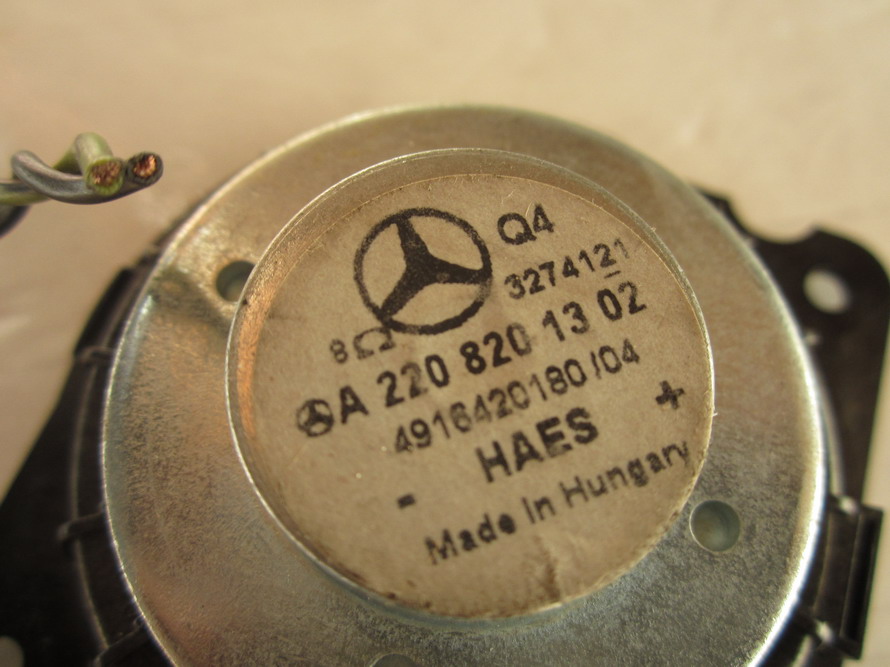 Q4
3274121
8Ω
A 220 820 13 02
4916420180/04
- HAES +
Made In Hungary